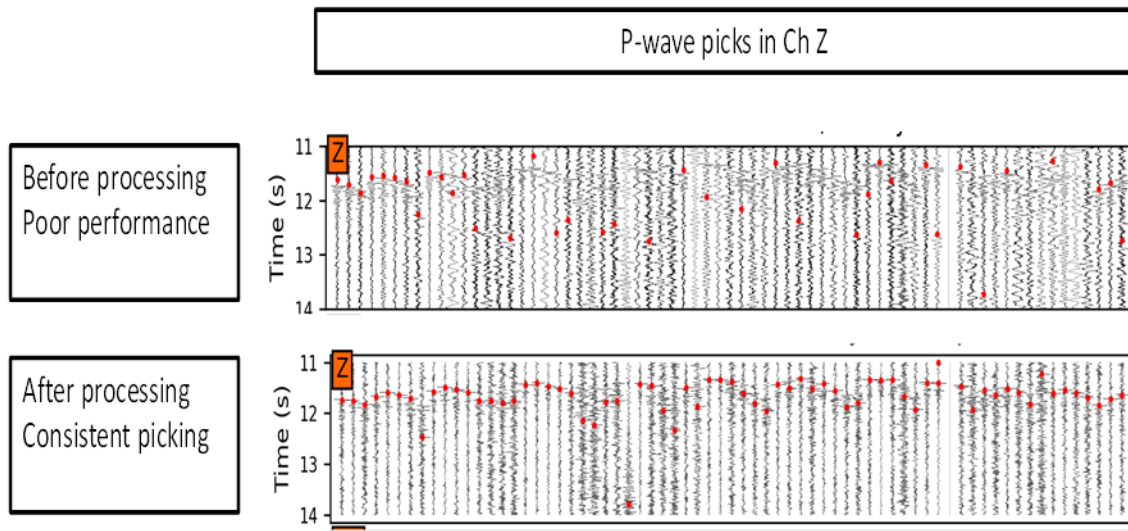 P-wave picks in Ch Z
Before processing
Poor performance
Z
11
12
13
14
Time (s)
After processing
Consistent picking
Z
11
12
13
14
Time (s)